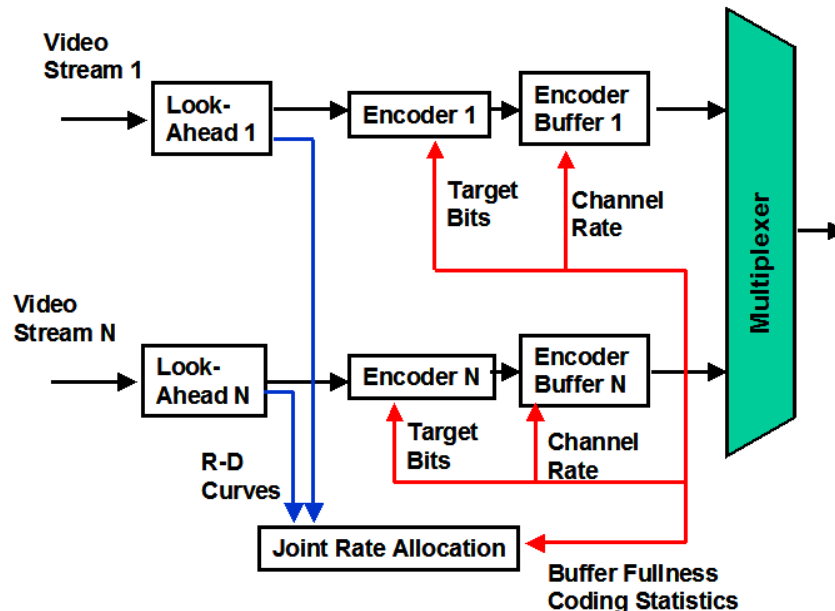 Video
Stream 1
Look-
Ahead 1
Encoder 1
Encoder
Buffer 1
Target
Bits
Channel
Rate
Multiplexer
Video
Stream N
Look-
Ahead N
Encoder N
Encoder
Buffer N
Target
Bits
Channel
Rate
R-D
Curves
Joint Rate Allocation
Buffer Fullness
Coding Statistics